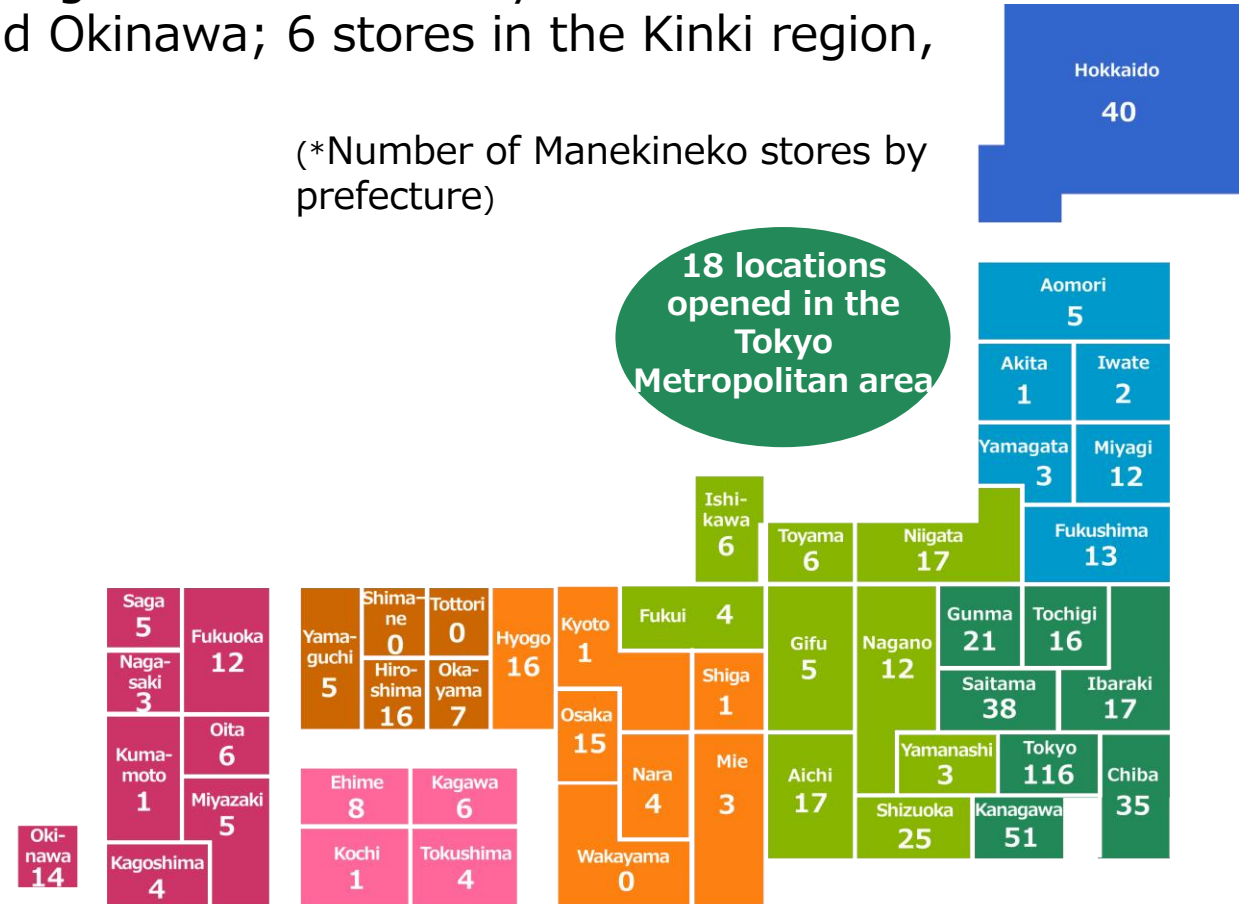 d Okinawa; 6 stores in the Kinki region,
(*Number of Manekineko stores by
prefecture)
Hokkaido
40
18 locations
opened in the
Tokyo
Metropolitan area
Aomori
5
Akita
1
Iwate
2
Yamagata
3
Miyagi
12
Fukushima
13
Ishi-
kawa
6
Toyama
6
Niigata
17
Fukui 4
Gifu
5
Nagano
12
Yamanashi
3
Aichi
17
Shizuoka
25
Gunma
21
Tochigi
16
Saitama
38
Ibaraki
17
Tokyo
116
Chiba
35
Kanagawa
51
Hyogo
16
Kyoto
1
Shiga
1
Osaka
15
Nara
4
Mie
3
Wakayama
0
Yama-
guchi
5
Shima-
ne
0
Tottori
0
Hiro-
shima
16
Oka-
yama
7
Ehime
8
Kagawa
6
Kochi
1
Tokushima
4
Saga
5
Fukuoka
12
Naga-
saki
3
Oita
6
Kuma-
moto
1
Miyazaki
5
Kagoshima
4
Oki-
nawa
14